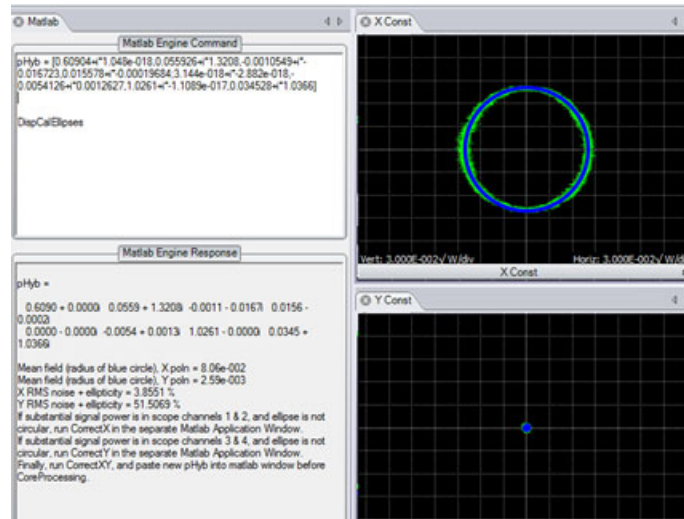 Matlab
Matlab Engine Command
pHyb = [0.60904+i*1.048e-018,0.055926+i*1.3208,-0.0010549+i*-
0.016723,0.015578+i*-0.00019684;3.144e-018+i*-2.882e-018,-
0.0054126+i*0.0012627,1.0261+i*-1.1089e-017,0.034528+i*1.0366]
DispCalEllipses
Matlab Engine Response
pHyb =
0.6090 + 0.0000i 0.0559 + 1.3208i -0.0011 - 0.0167i 0.0156 -
0.0002i
0.0000 - 0.0000i -0.0054 + 0.0013i 1.0261 - 0.0000i 0.0345 +
1.0366i
Mean field (radius of blue circle), X poln = 8.06e-002
Mean field (radius of blue circle), Y poln = 2.59e-003
X RMS noise + ellipticity = 3.8551 %
Y RMS noise + ellipticity = 51.5069 %
If substantial signal power is in scope channels 1 & 2, and ellipse is not
circular, run CorrectX in the separate Matlab Application Window.
If substantial signal power is in scope channels 3 & 4, and ellipse is not
circular, run CorrectY in the separate Matlab Application Window.
Finally, run CorrectXY, and paste new pHyb into matlab window before
CoreProcessing.
X Const
Vert: 3.000E-002√W/div Horiz: 3.000E-002√W/div
X Const
Y Const